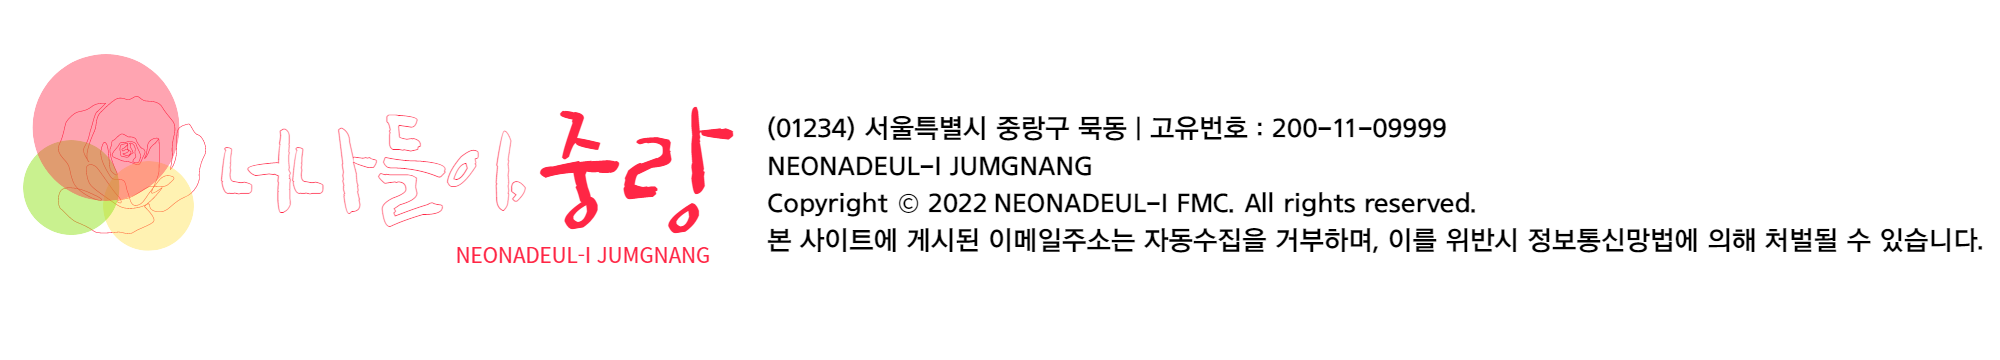 너나들이, 중랑
NEONADEUL-I JUMGNANG
(01234) 서울특별시 중랑구 묵동 | 고유번호 : 200-11-09999
NEONADEUL-I JUMGNANG
Copyright © 2022 NEONADEUL-I FMC. All rights reserved.
본 사이트에 게시된 이메일주소는 자동수집을 거부하며, 이를 위반시 정보통신망법에 의해 처벌될 수 있습니다.